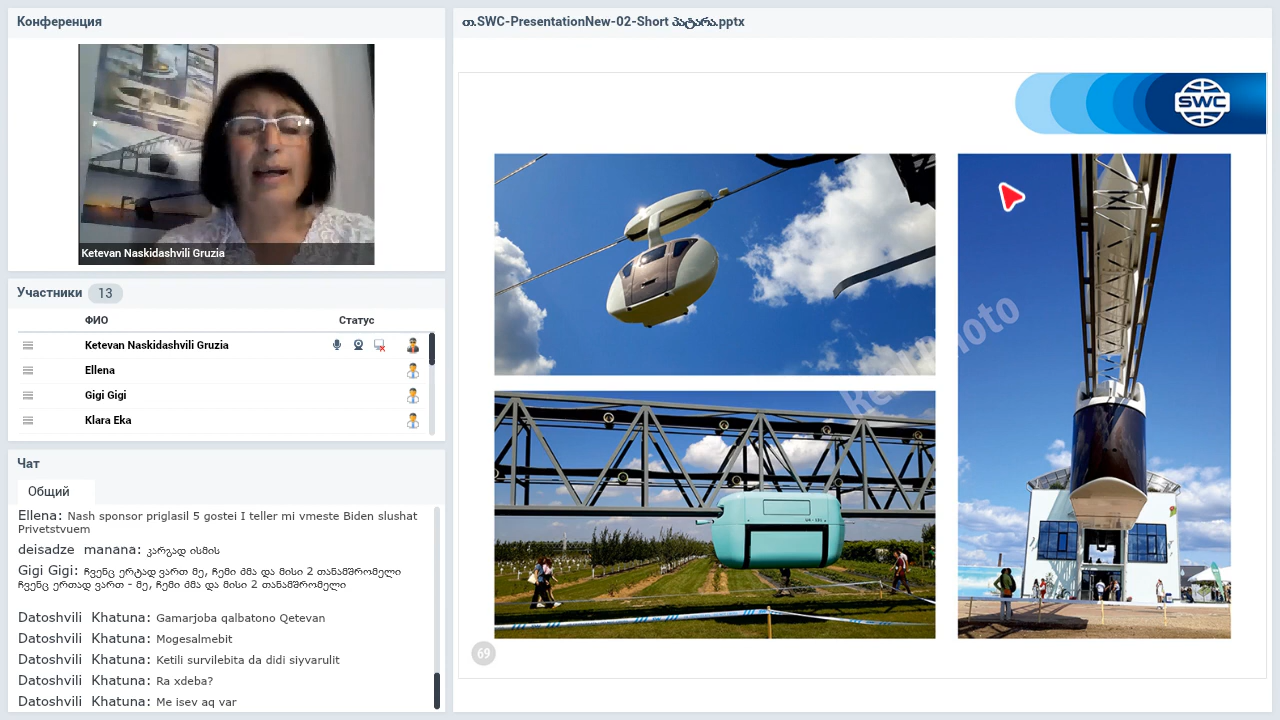 Конференция
Ketevan Naskidashvili Gruzia
Участники 13
ФИО Статус
Ketevan Naskidashvili Gruzia
Ellena
Gigi Gigi
Klara Eka
Чат
Общий
Ellena: Nash sponsor priglasil 5 gostei I teller mi vmeste Biden slushat
Privetstvuem
deisadze manana: კარგად ისმის
Gigi Gigi: ჩვენც ერტად ვართ მე, ჩემი ძმა და მისი 2 თანამშრომელი
ჩვენც ერთად ვართ - მე, ჩემი ძმა და მისი 2 თანამშრომელი
Datoshvili Khatuna: Gamarjoba qalbatono Qetevan
Datoshvili Khatuna: Mogesalmebit
Datoshvili Khatuna: Ketili survilebita da didi siyvarulit
Datoshvili Khatuna: Ra xdeba?
Datoshvili Khatuna: Me isev aq var
თ.SWC-PresentationNew-02-Short პატარა.pptx
SWC
69